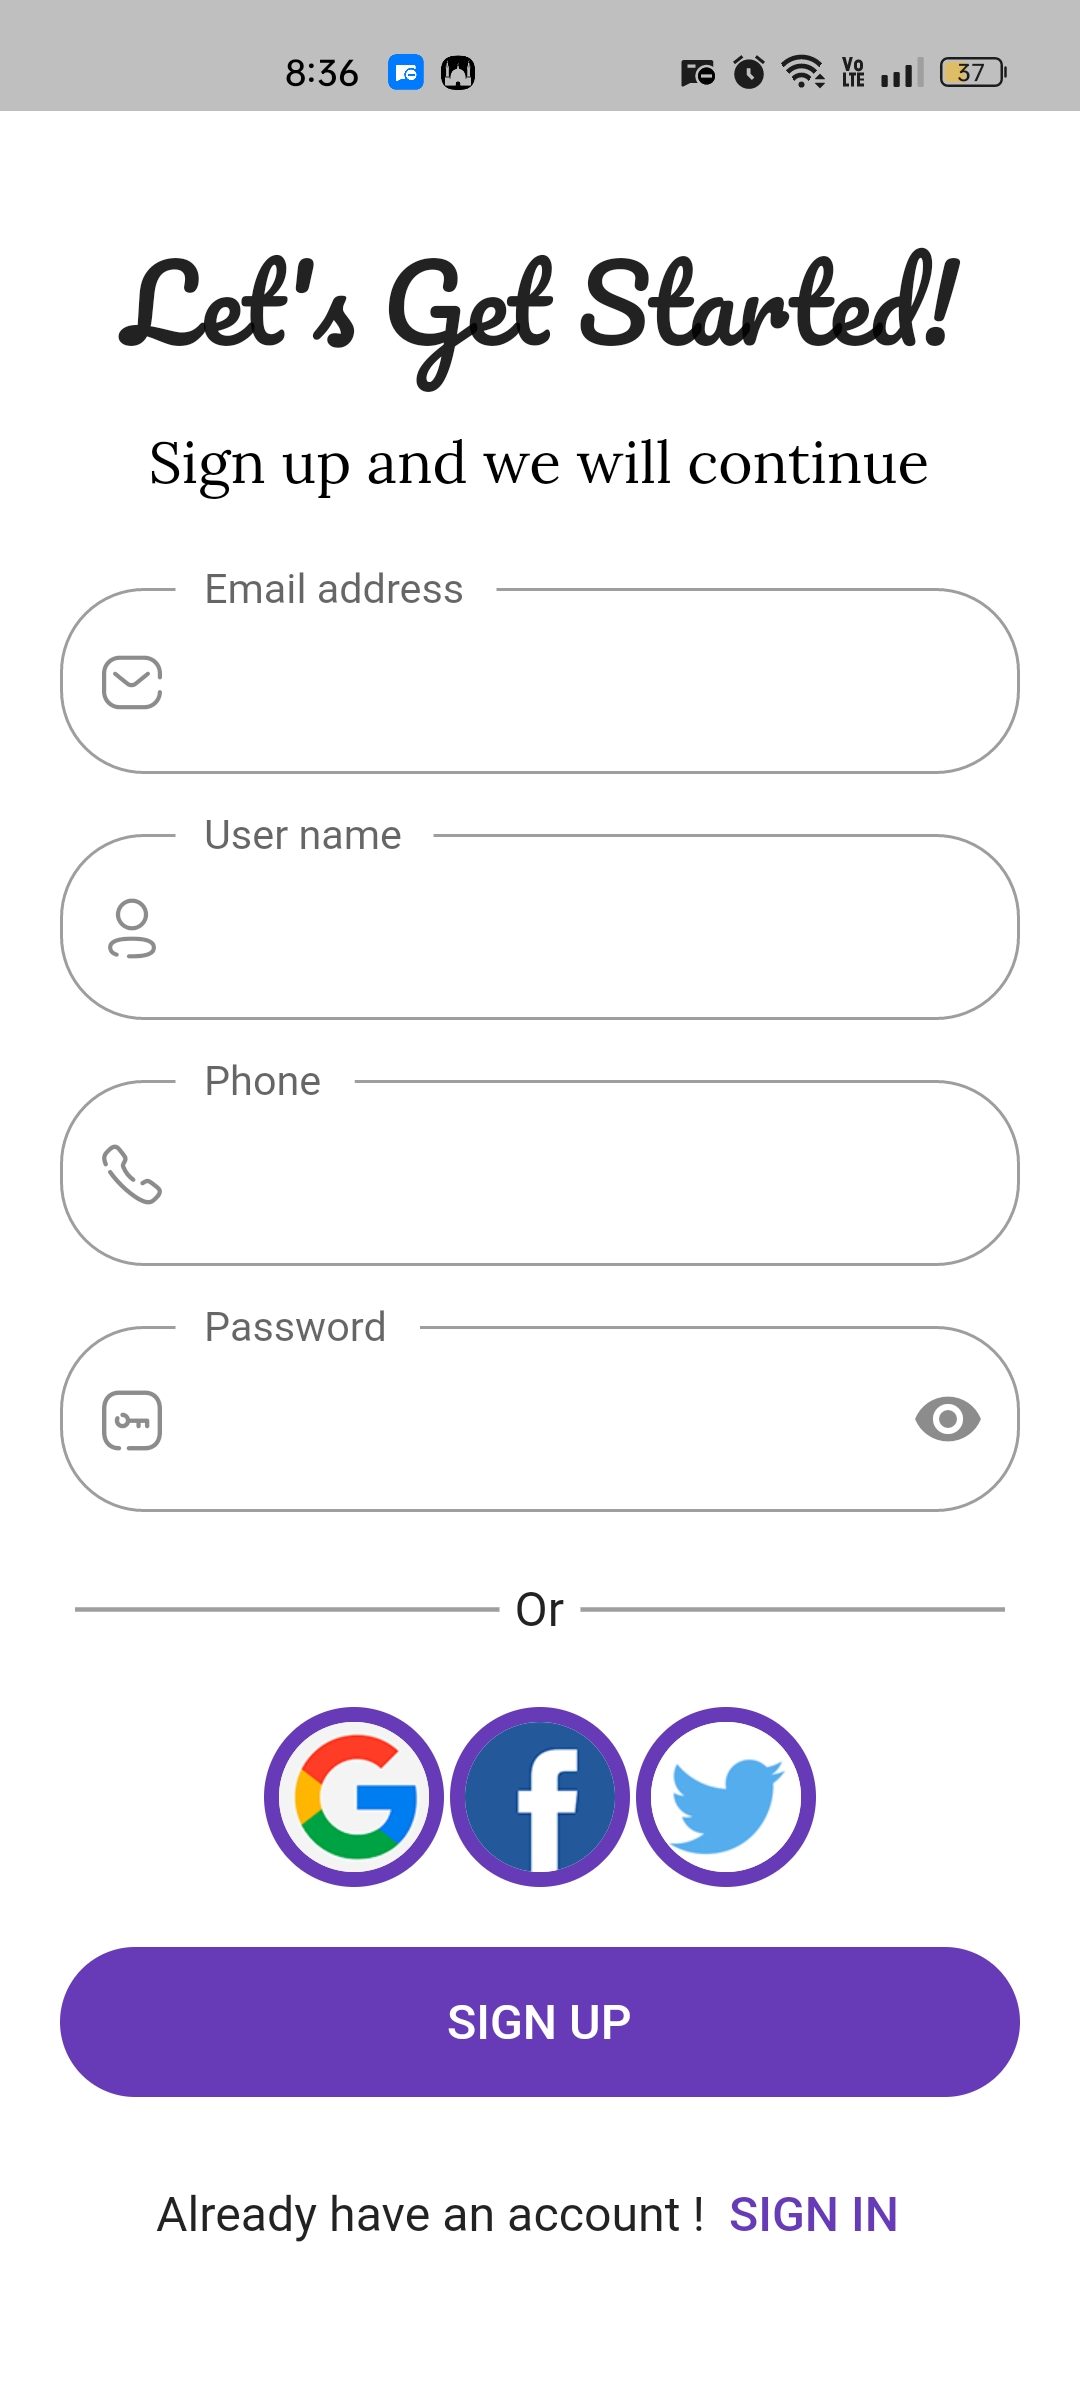 8:36 Vo LTE 37
Let's Get Started!
Sign up and we will continue
Email address
User name
Phone
Password
Or
SIGN UP
Already have an account ! SIGN IN